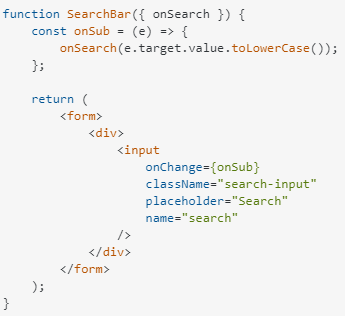 function SearchBar({ onSearch }) {
    const onSub = (e) => {
        onSearch(e.target.value.toLowerCase());
    };

    return (
        <form>
            <div>
                <input
                    onChange={onSub}
                    className="search-input"
                    placeholder="Search"
                    name="search"
                />
            </div>
        </form>
    );
}